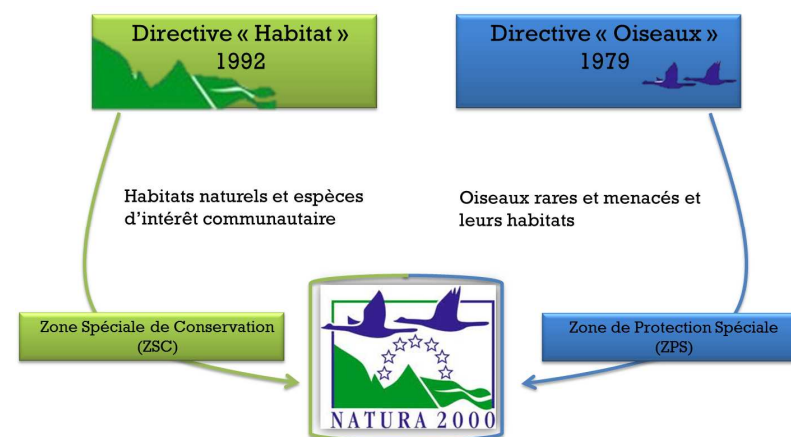 Directive « Habitat »
1992
Directive « Oiseaux »
1979
Habitats naturels et espèces
d’intérêt communautaire
Oiseaux rares et menacés et
leurs habitats
Zone Spéciale de Conservation
(ZSC)
Zone de Protection Spéciale
(ZPS)
NATURA 2000